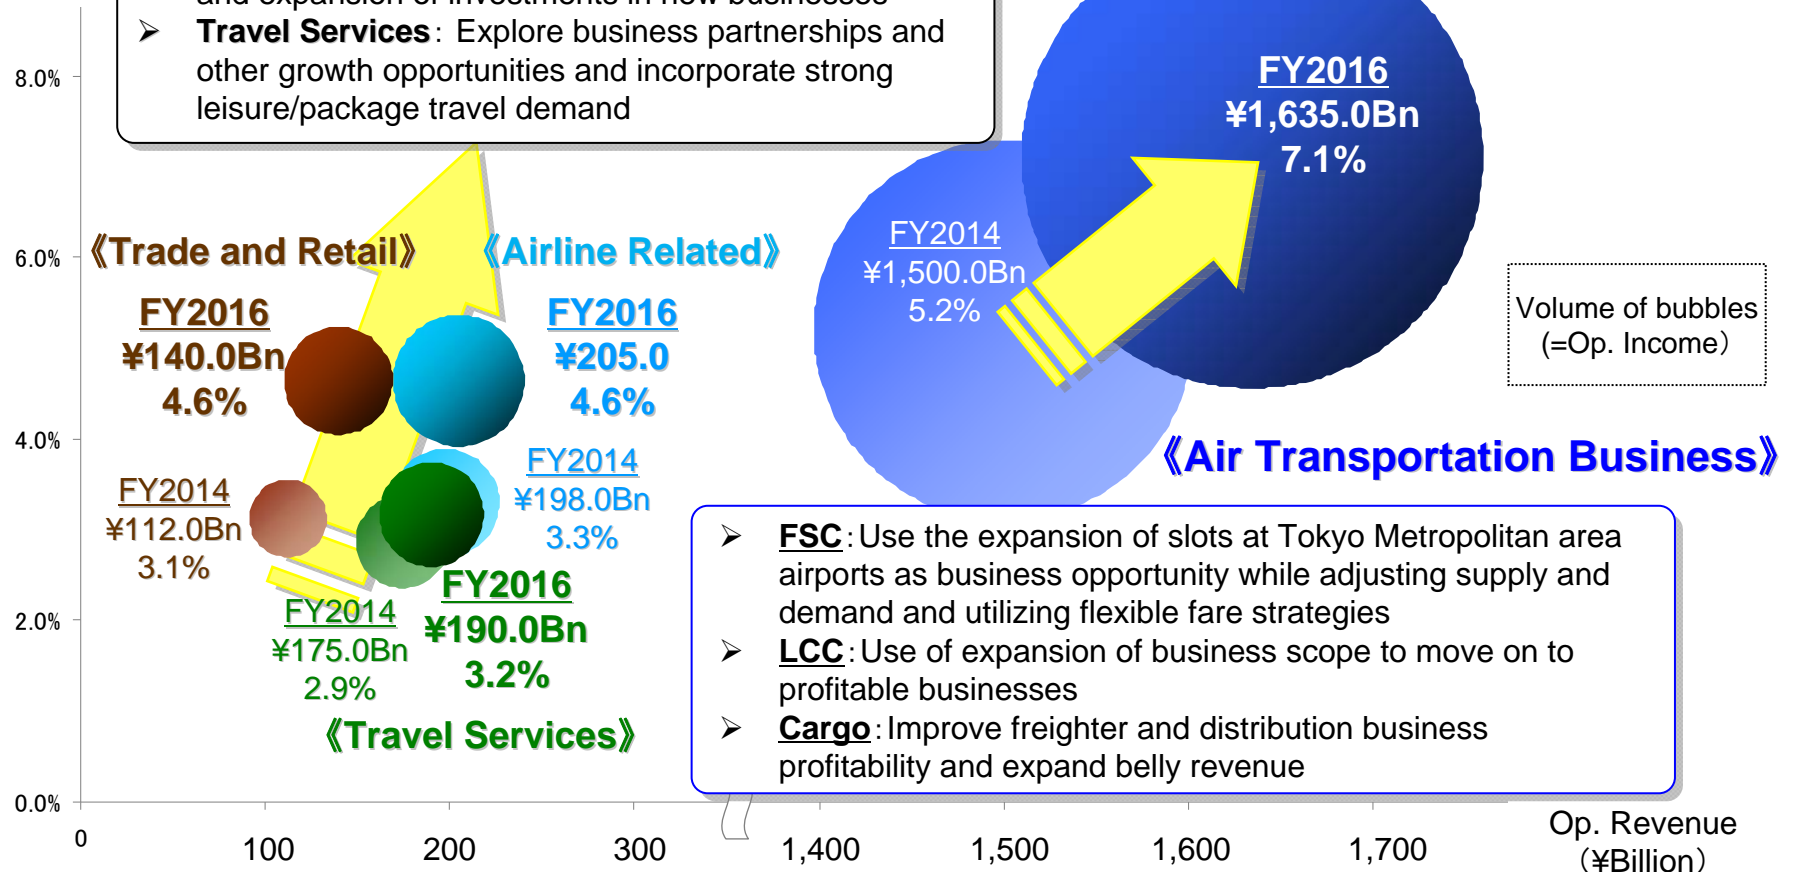 and expansion of investments in new businesses
➢ Travel Services: Explore business partnerships and
other growth opportunities and incorporate strong
leisure/package travel demand
8.0%
6.0%
4.0%
2.0%
0.0%
FY2016
¥1,635.0Bn
7.1%
FY2014
¥1,500.0Bn
5.2%
《Trade and Retail》
FY2016
¥140.0Bn
4.6%
FY2014
¥112.0Bn
3.1%
《Airline Related》
FY2016
¥205.0
4.6%
FY2014
¥198.0Bn
3.3%
FY2014
¥175.0Bn
2.9%
FY2016
¥190.0Bn
3.2%
《Travel Services》
Volume of bubbles
(=Op. Income）
《Air Transportation Business》
➢ FSC:Use the expansion of slots at Tokyo Metropolitan area
airports as business opportunity while adjusting supply and
demand and utilizing flexible fare strategies
➢ LCC:Use of expansion of business scope to move on to
profitable businesses
➢ Cargo:Improve freighter and distribution business
profitability and expand belly revenue
0 100 200 300 1,400 1,500 1,600 1,700
Op. Revenue
（¥Billion）